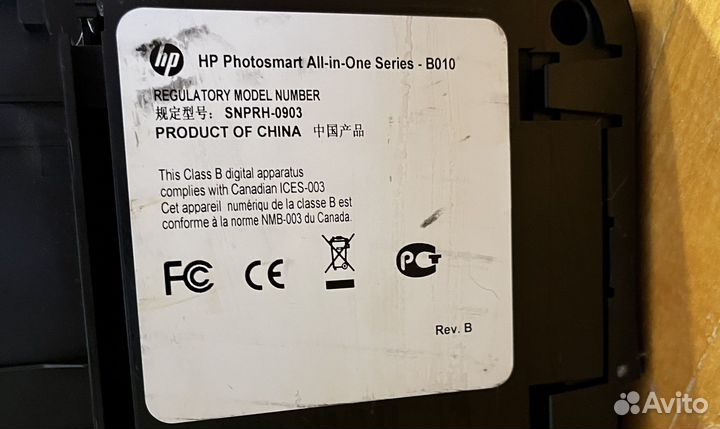 hp HP Photosmart All-in-One Series - B010
REGULATORY MODEL NUMBER
规定型号: SNPRH-0903
PRODUCT OF CHINA 中国产品
This Class B digital apparatus
complies with Canadian ICES-003
Cet appareil numériqu de la classe B est
conforme à la norme NMB-003 du Canada.
FC CE PCT
Rev. B
Avito